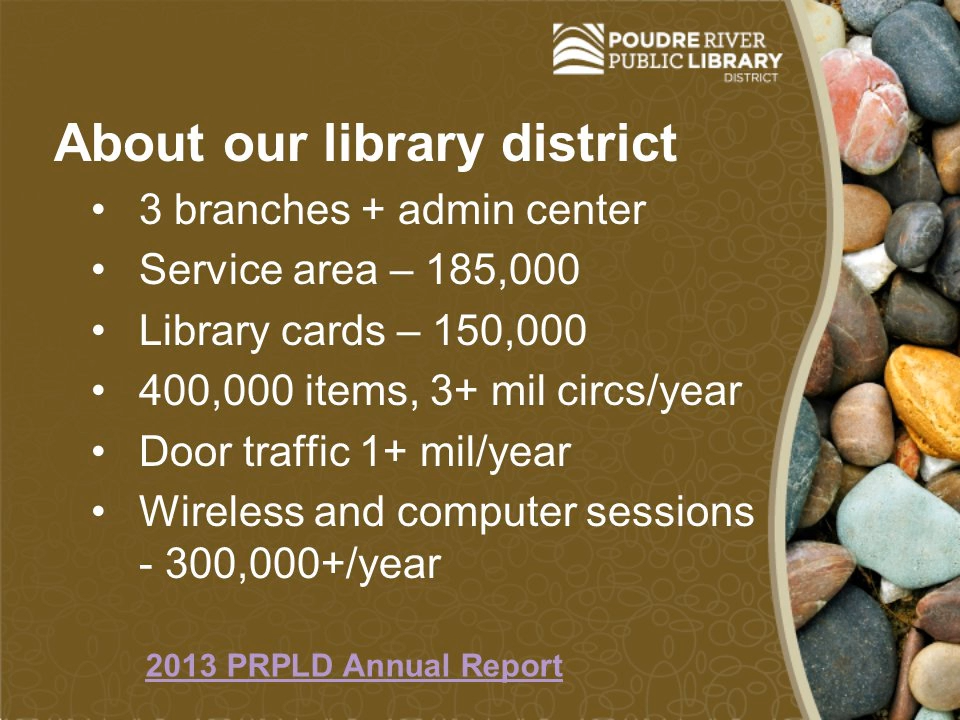 POUDRE RIVER
PUBLIC LIBRARY
DISTRICT
About our library district
• 3 branches + admin center
• Service area – 185,000
• Library cards – 150,000
• 400,000 items, 3+ mil circs/year
• Door traffic 1+ mil/year
• Wireless and computer sessions
- 300,000+/year
2013 PRPLD Annual Report